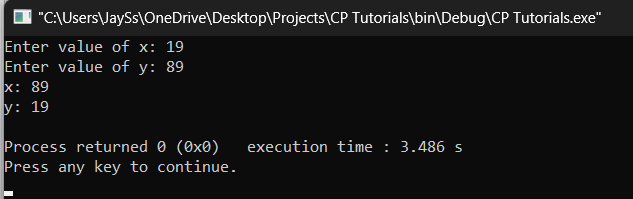 "C:\Users\JaySs\OneDrive\Desktop\Projects\CP Tutorials\bin\Debug\CP Tutorials.exe"
Enter value of x: 19
Enter value of y: 89
x: 89
y: 19
Process returned 0 (0x0)   execution time : 3.486 s
Press any key to continue.